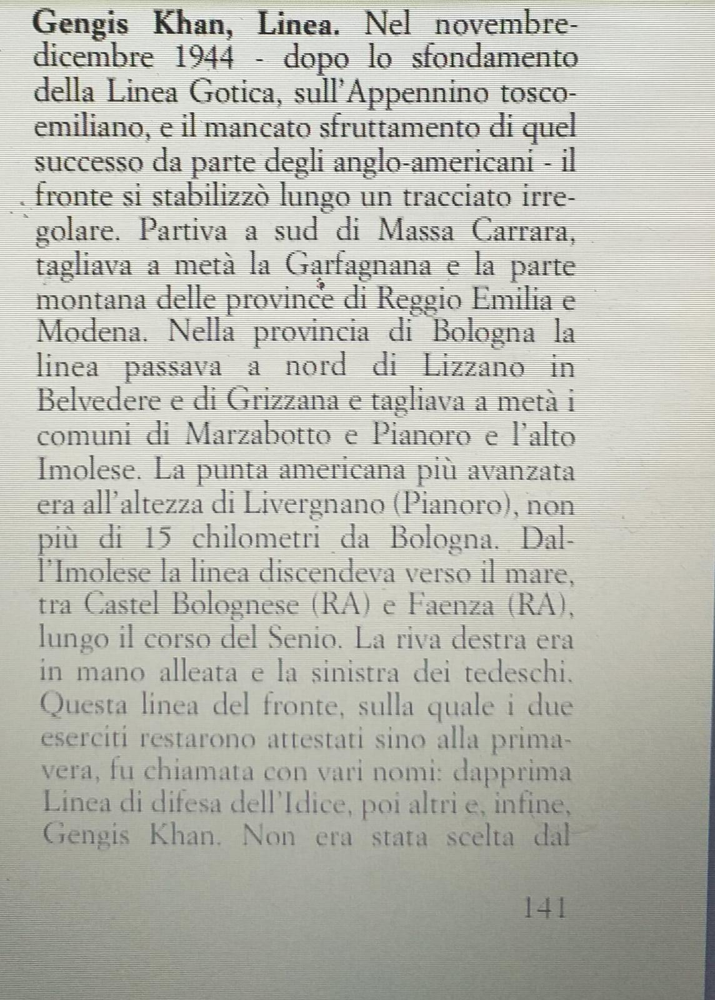 Gengis Khan, Linea. Nel novembre-
dicembre 1944 - dopo lo sfondamento
della Linea Gotica, sull'Appennino tosco-
emiliano, e il mancato sfruttamento di quel
successo da parte degli anglo-americani - il
fronte si stabilizzò lungo un tracciato irre-
golare. Partiva a sud di Massa Carrara,
tagliava a metà la Garfagnana e la parte
montana delle province di Reggio Emilia e
Modena. Nella provincia di Bologna la
linea passava a nord di Lizzano in
Belvedere e di Grizzana e tagliava a metà i
comuni di Marzabotto e Pianoro e l'alto
Imolese. La punta americana più avanzata
era all'altezza di Livergnano (Pianoro), non
più di 15 chilometri da Bologna. Dal-
l'Imolese la linea discendeva verso il mare,
tra Castel Bolognese (RA) e Faenza (RA),
lungo il corso del Senio. La riva destra era
in mano alleata e la sinistra dei tedeschi.
Questa linea del fronte, sulla quale i due
eserciti restarono attestati sino alla prima-
vera, fu chiamata con vari nomi: dapprima
Linea di difesa dell'Idice, poi altri e, infine,
Gengis Khan. Non era stata scelta dal
141